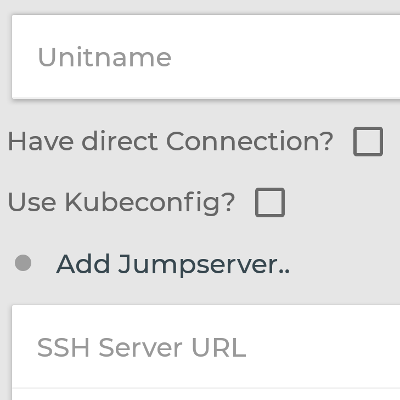 Unitname
Have direct Connection?
Use Kubeconfig?
Add Jumpserver..
SSH Server URL